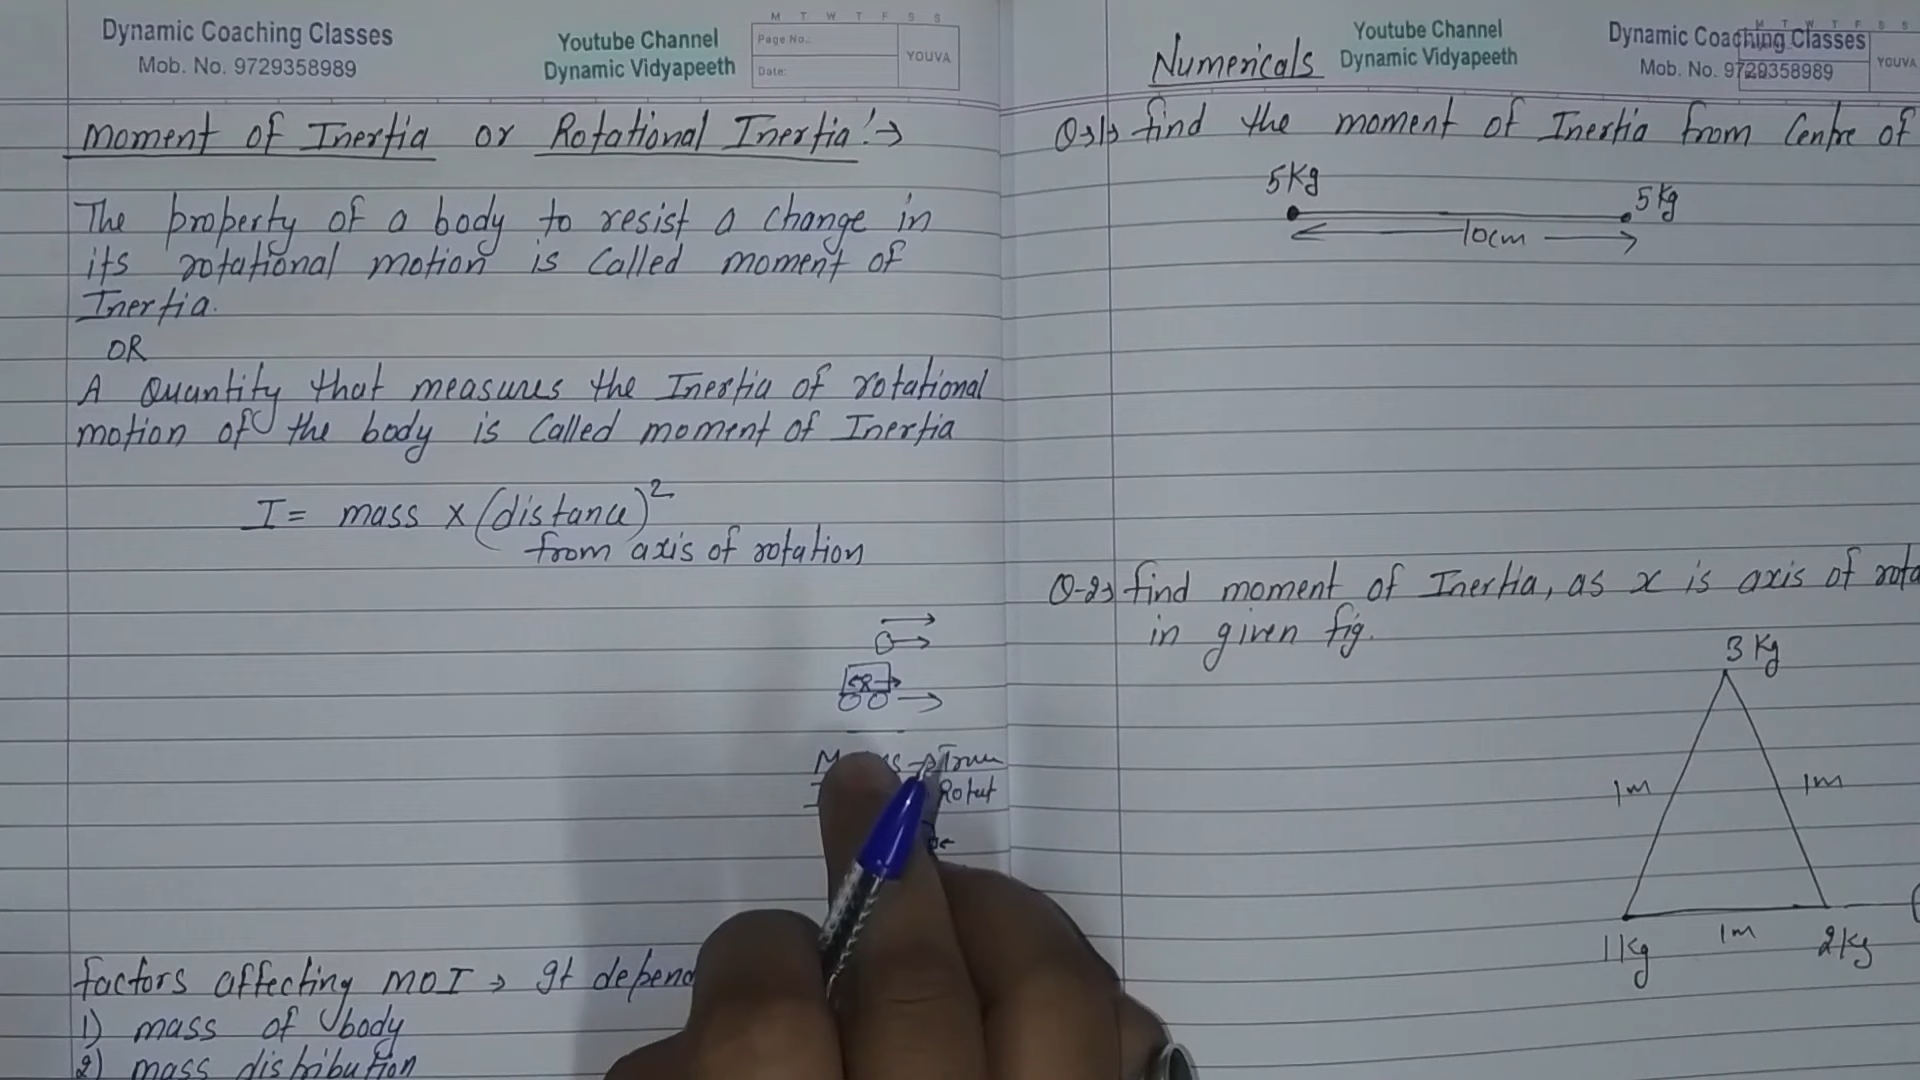 Dynamic Coaching Classes
Mob. No. 9729358989
Youtube Channel
Dynamic Vidyapeeth
M T W T F S S
Page No.:
Date:
YOUVA
Moment of Inertia or Rotational Inertia:→
The property of a body to resist a change in
its rotational motion is Called moment of
Inertia.
OR
A Quantity that measures the Inertia of rotational
motion of the body is Called moment of Inertia
I = mass × (distance)²
from axis of rotation
Rotat
factors affecting MOI → It depend
1) mass of body
2) mass distribution
Numericals
Youtube Channel
Dynamic Vidyapeeth
Dynamic Coaching Classes
Mob. No. 9729358989
M T W T F S S
YOUVA
Q→1) find the moment of Inertia from Centre of
5Kg
5Kg
10cm
Q-2) find moment of Inertia, as x is axis of rota
in given fig.
3 Kg
1m
1m
1Kg
1m
2Kg